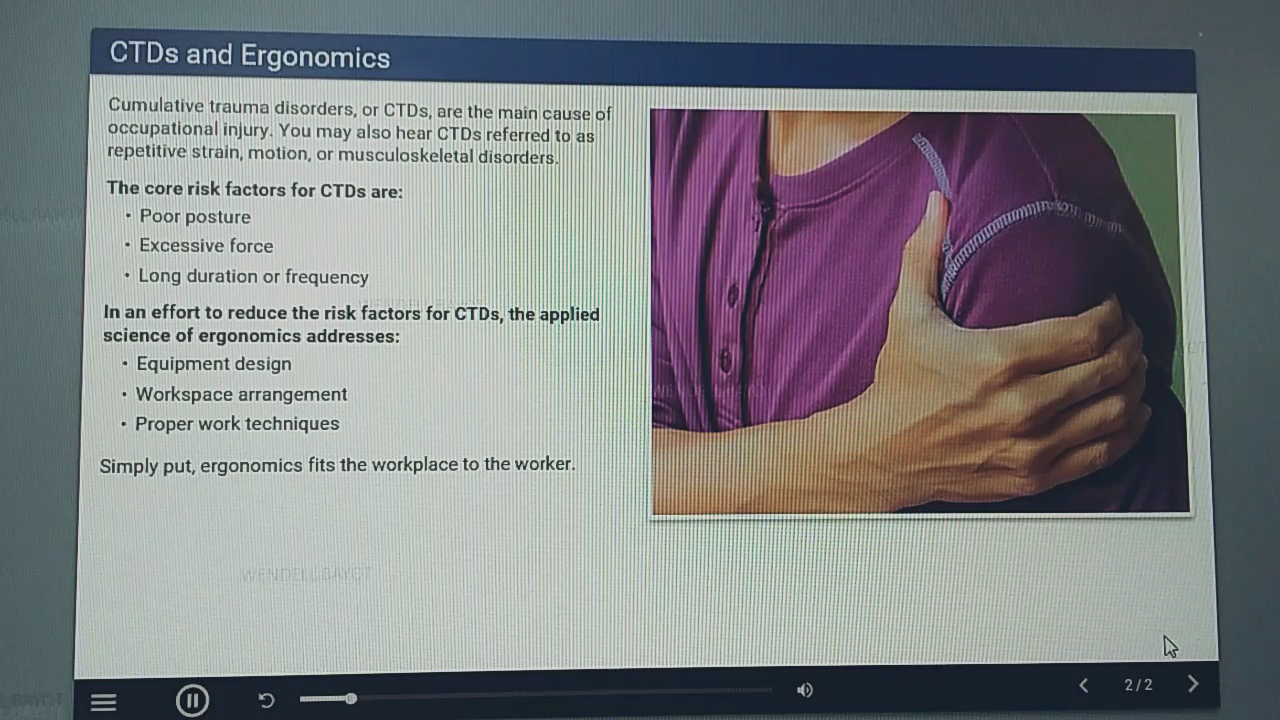 CTDs and Ergonomics
Cumulative trauma disorders, or CTDs, are the main cause of
occupational injury. You may also hear CTDs referred to as
repetitive strain, motion, or musculoskeletal disorders.
The core risk factors for CTDs are:
• Poor posture
• Excessive force
• Long duration or frequency
In an effort to reduce the risk factors for CTDs, the applied
science of ergonomics addresses:
• Equipment design
• Workspace arrangement
• Proper work techniques
Simply put, ergonomics fits the workplace to the worker.
WENDELL BAYOT
2/2